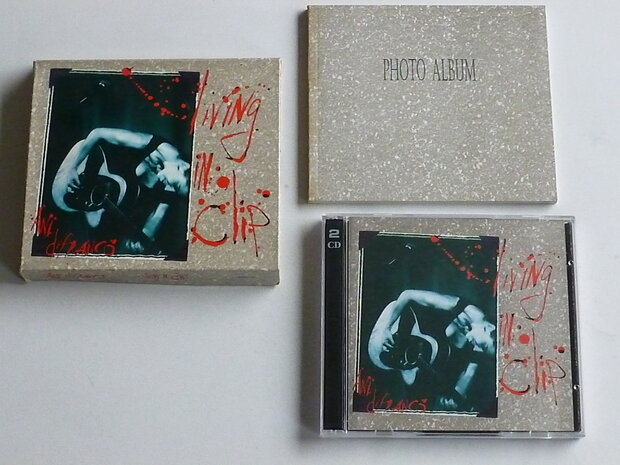 living
in
Clip
ani
difranco
PHOTO ALBUM
2
CD
living
in
Clip
ani
difranco